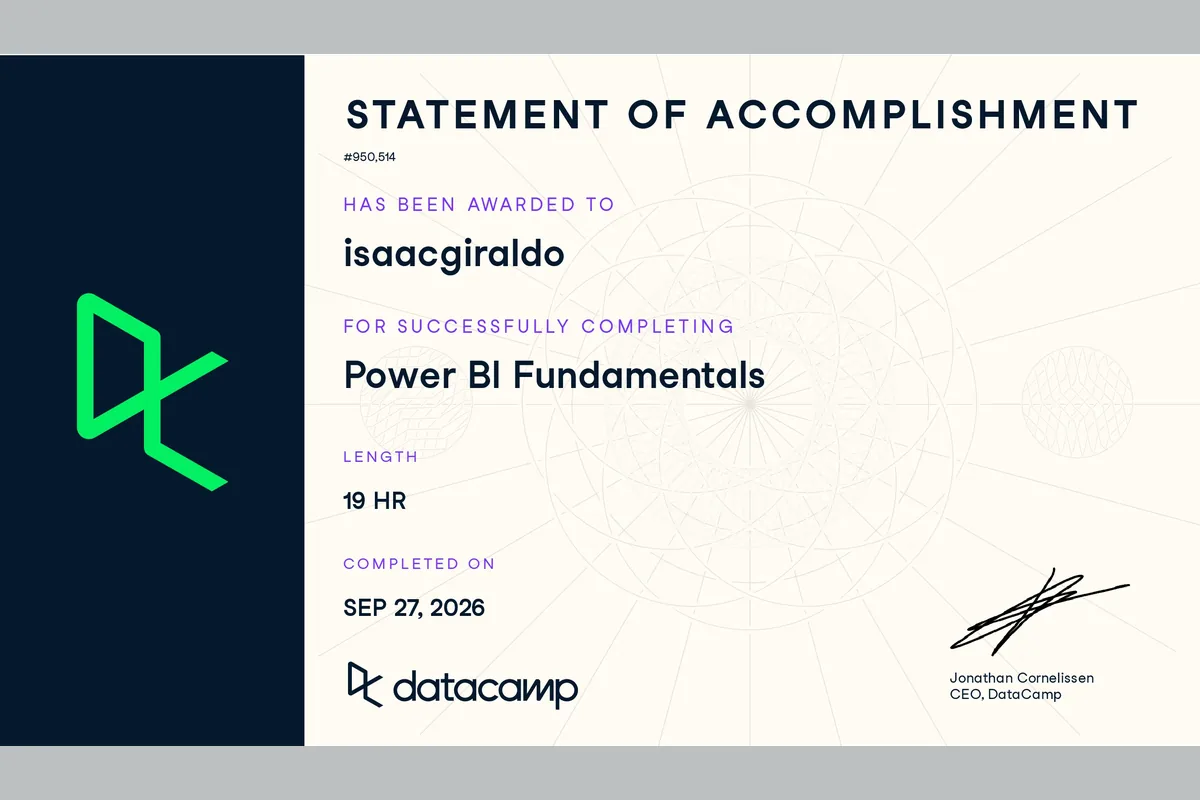 STATEMENT OF ACCOMPLISHMENT
#950,514
HAS BEEN AWARDED TO
isaacgiraldo
FOR SUCCESSFULLY COMPLETING
Power BI Fundamentals
LENGTH
19 HR
COMPLETED ON
SEP 27, 2026
datacamp
Jonathan Cornelissen
CEO, DataCamp